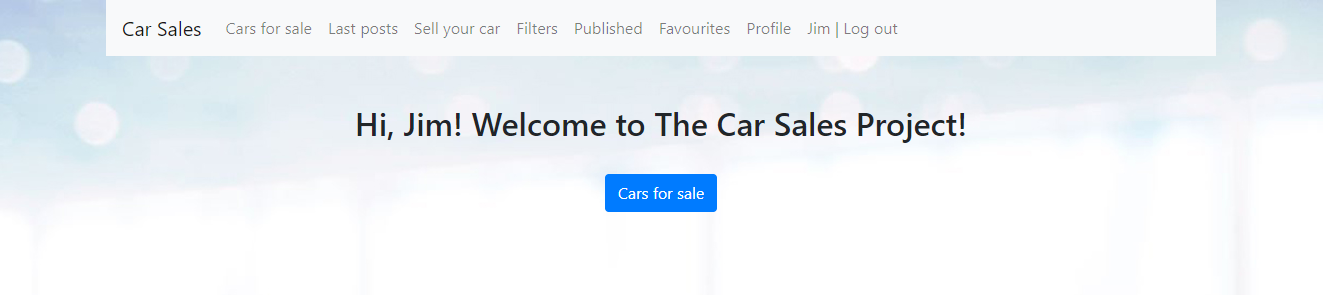 Car Sales Cars for sale Last posts Sell your car Filters Published Favourites Profile Jim | Log out
Hi, Jim! Welcome to The Car Sales Project!
Cars for sale